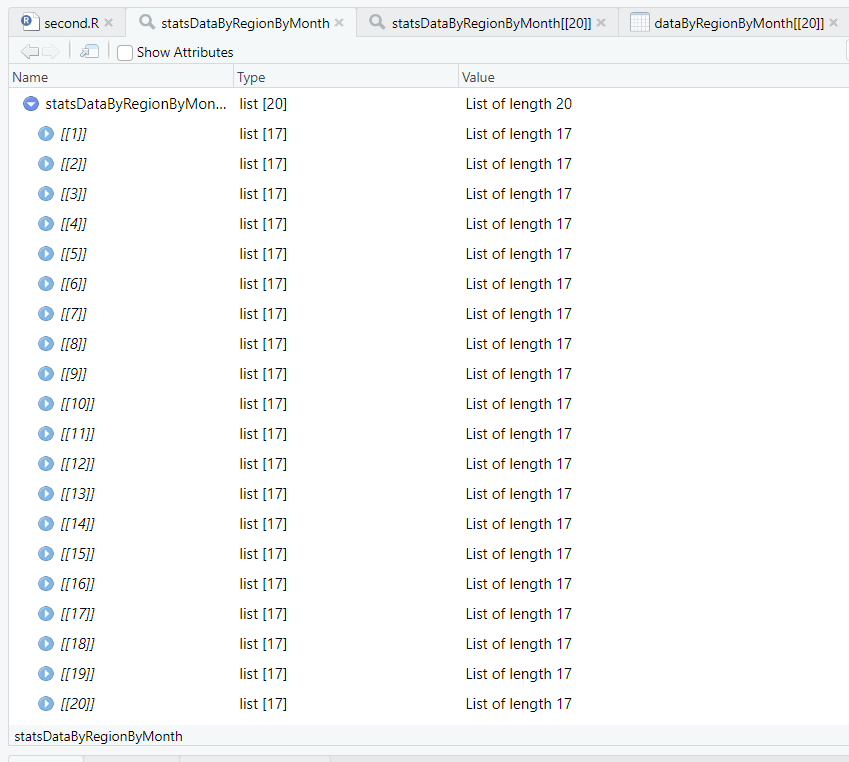 second.R statsDataByRegionByMonth statsDataByRegionByMonth[[20]] dataByRegionByMonth[[20]]
Show Attributes
Name Type Value
statsDataByRegionByMon... list [20] List of length 20
[[1]] list [17] List of length 17
[[2]] list [17] List of length 17
[[3]] list [17] List of length 17
[[4]] list [17] List of length 17
[[5]] list [17] List of length 17
[[6]] list [17] List of length 17
[[7]] list [17] List of length 17
[[8]] list [17] List of length 17
[[9]] list [17] List of length 17
[[10]] list [17] List of length 17
[[11]] list [17] List of length 17
[[12]] list [17] List of length 17
[[13]] list [17] List of length 17
[[14]] list [17] List of length 17
[[15]] list [17] List of length 17
[[16]] list [17] List of length 17
[[17]] list [17] List of length 17
[[18]] list [17] List of length 17
[[19]] list [17] List of length 17
[[20]] list [17] List of length 17
statsDataByRegionByMonth